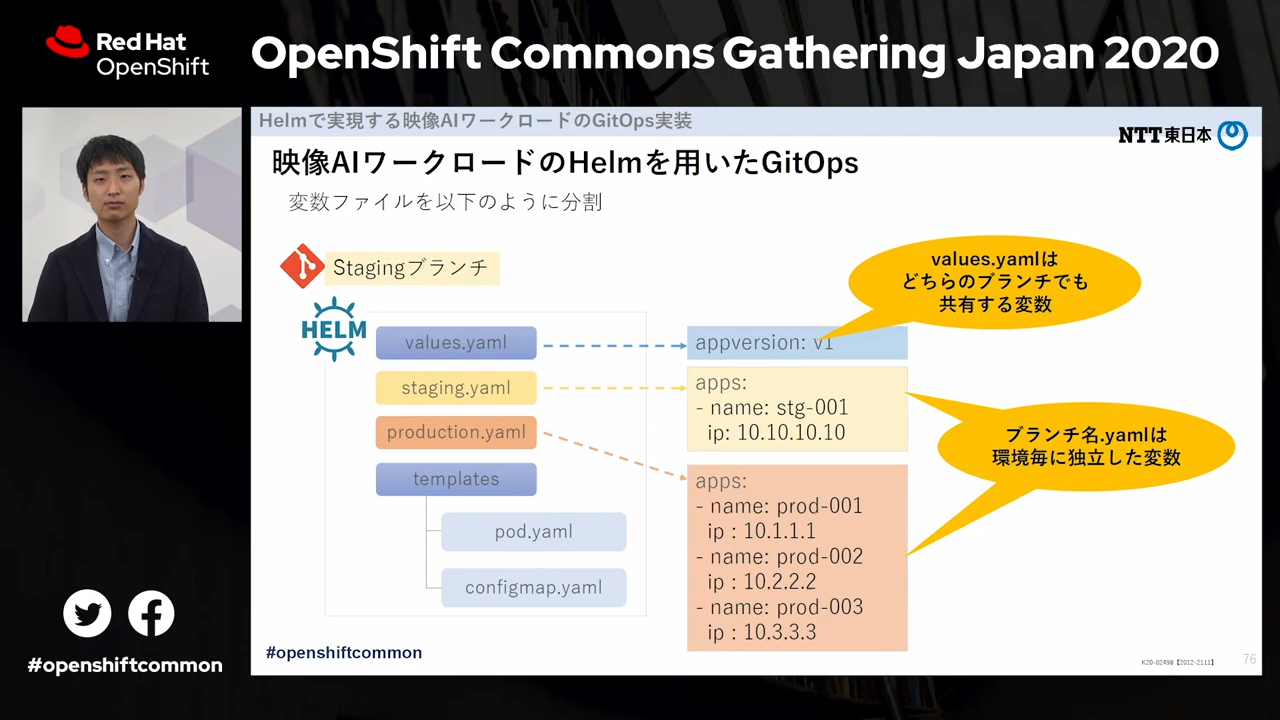 Red Hat
OpenShift
OpenShift Commons Gathering Japan 2020
Helmで実現する映像AIワークロードのGitOps実装
NTT東日本
映像AIワークロードのHelmを用いたGitOps
変数ファイルを以下のように分割
Stagingブランチ
HELM
values.yaml
staging.yaml
production.yaml
templates
pod.yaml
configmap.yaml
appversion: v1
apps:
- name: stg-001
ip: 10.10.10.10
apps:
- name: prod-001
ip : 10.1.1.1
- name: prod-002
ip : 10.2.2.2
- name: prod-003
ip : 10.3.3.3
values.yamlは
どちらのブランチでも
共有する変数
ブランチ名.yamlは
環境毎に独立した変数
#openshiftcommon
K20-02498【2012-2111】
76
#openshiftcommon